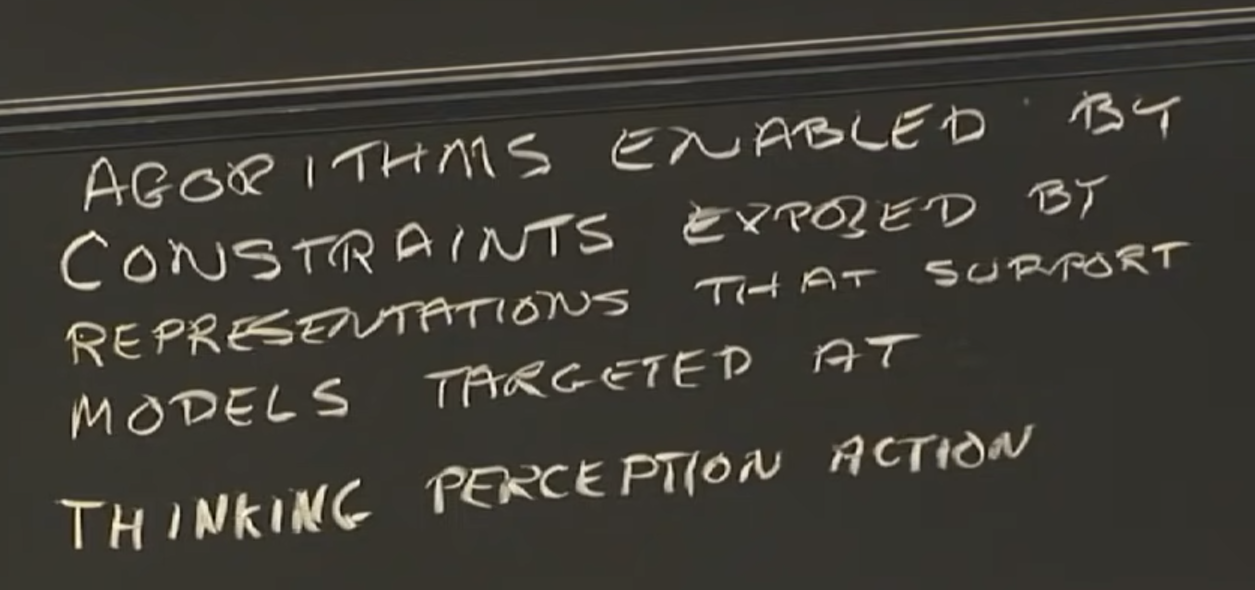 AGORITHMS ENABLED BY
CONSTRAINTS EXPOSED BY
REPRESENTATIONS THAT SUPPORT
MODELS TARGETED AT
THINKING PERCEPTION ACTION